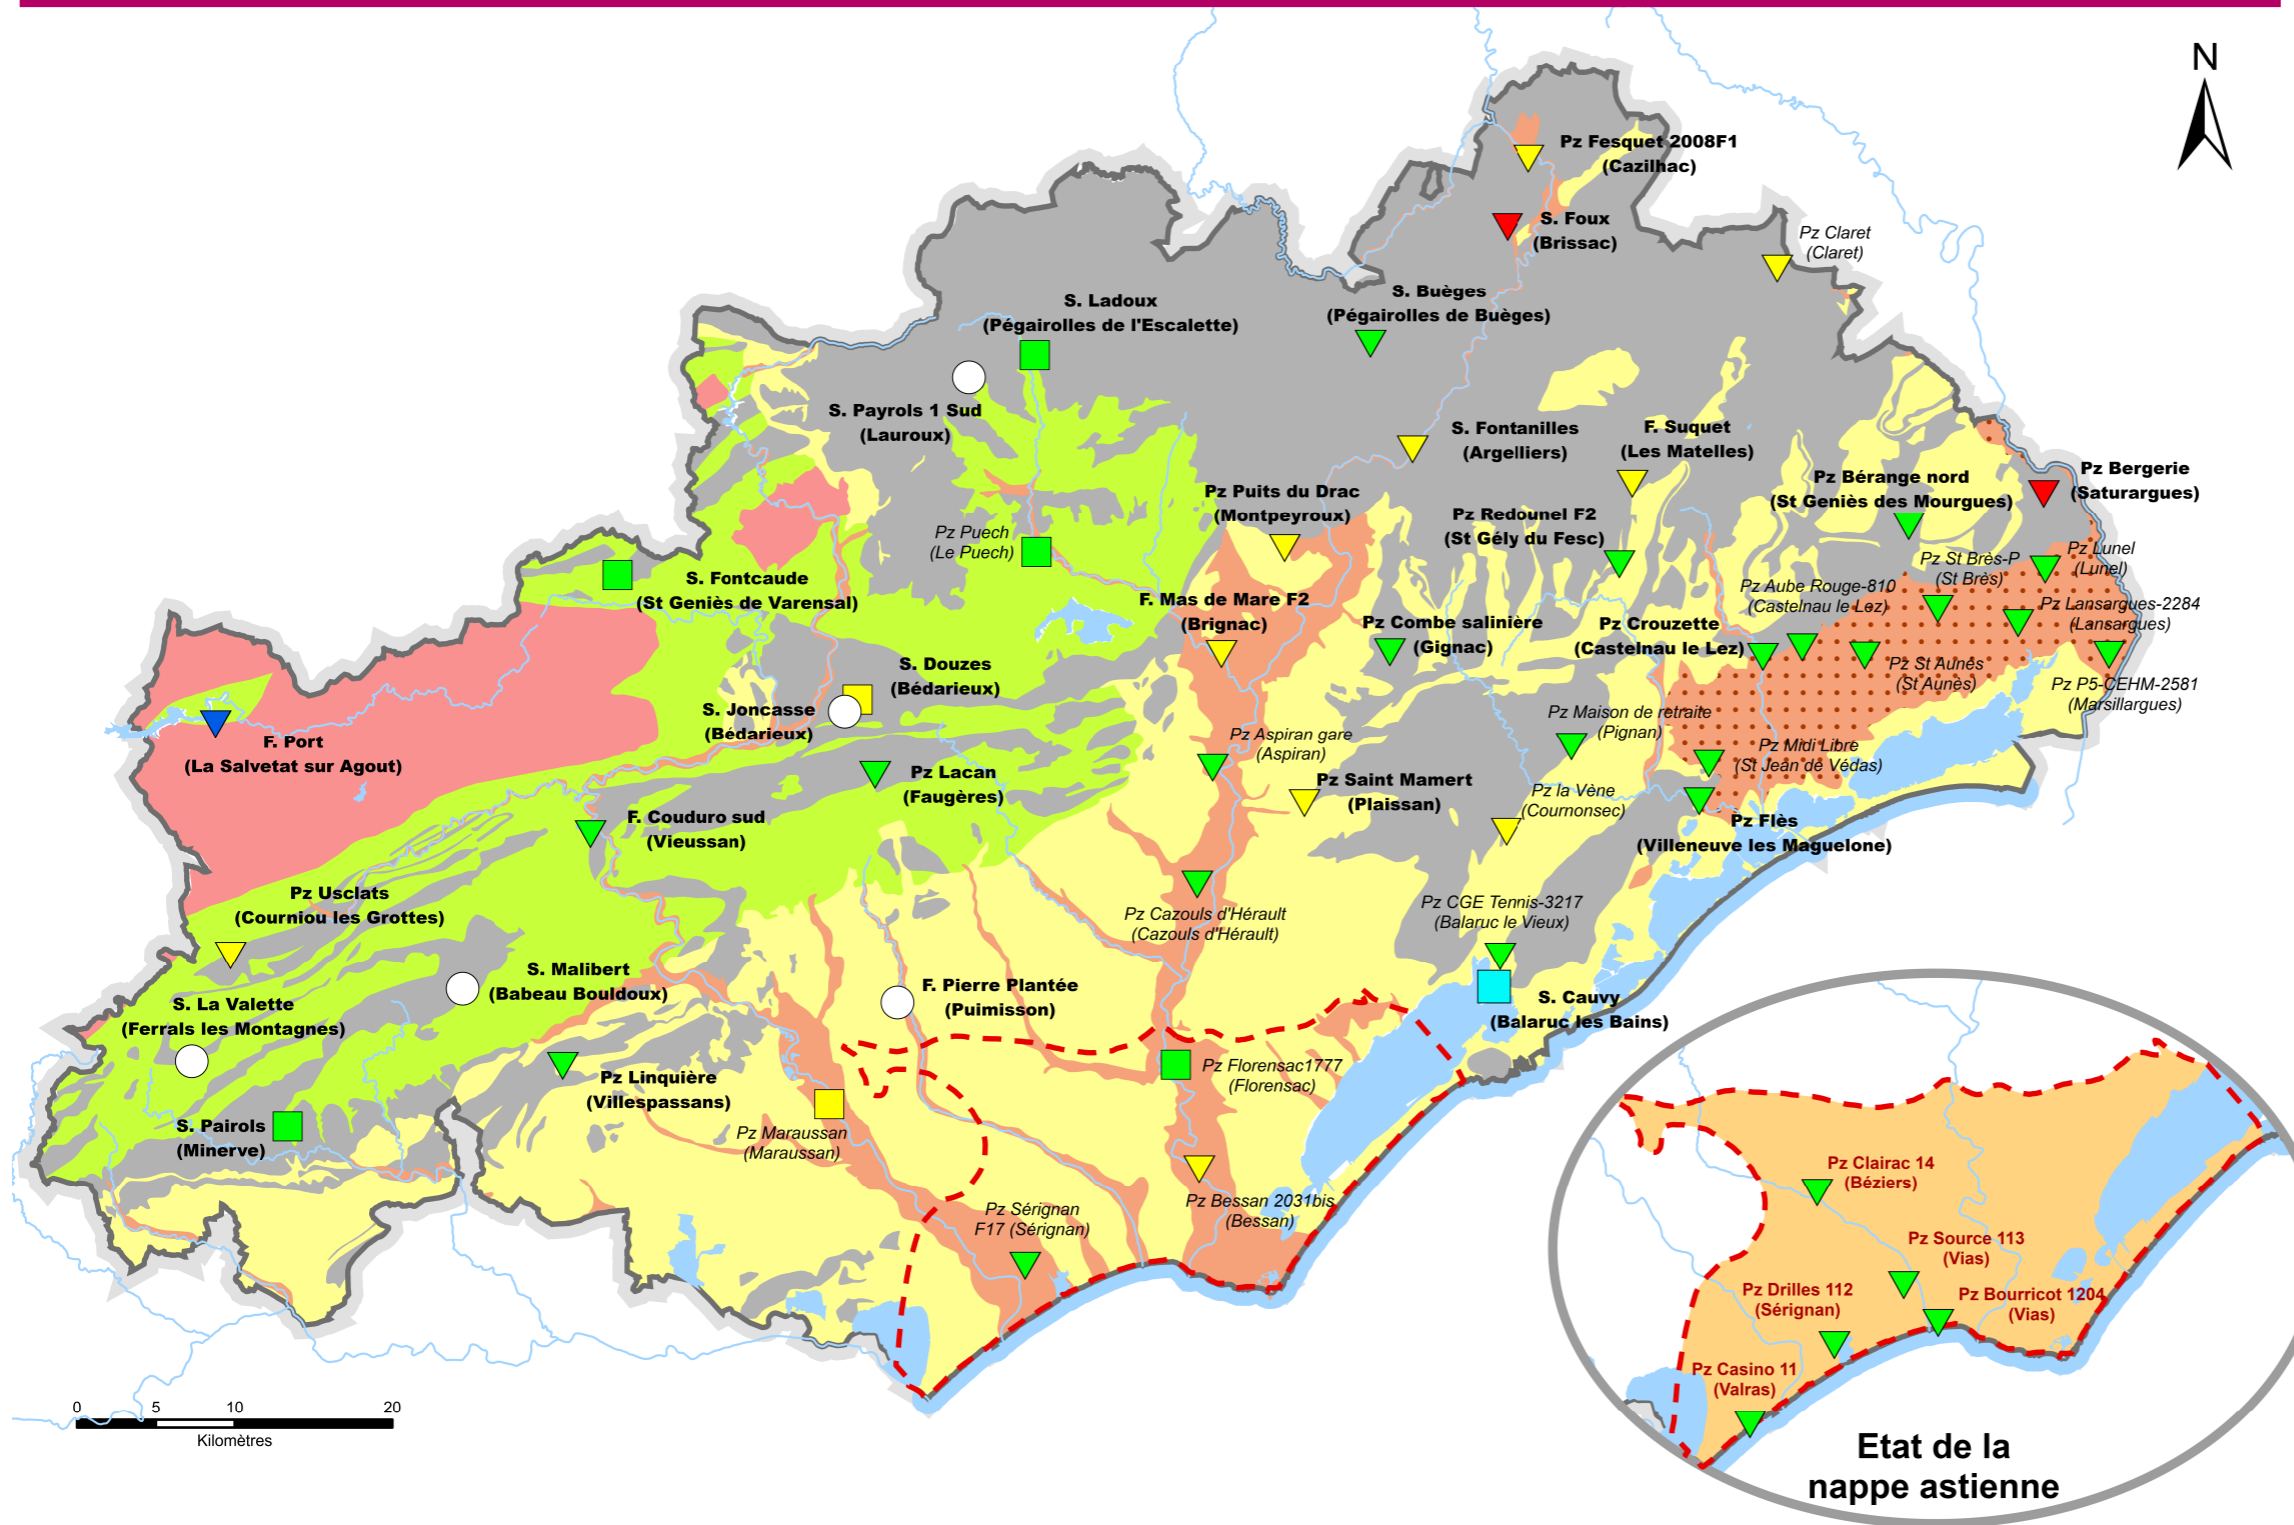 N
Pz Fesquet 2008F1
(Cazilhac)
S. Foux
(Brissac)
Pz Claret
(Claret)
S. Ladoux
(Pégairolles de l'Escalette)
S. Buèges
(Pégairolles de Buèges)
S. Payrols 1 Sud
(Lauroux)
S. Fontanilles
(Argelliers)
F. Suquet
(Les Matelles)
Pz Bérange nord
(St Geniès des Mourgues)
Pz Bergerie
(Saturargues)
Pz Puits du Drac
(Montpeyroux)
Pz Redounel F2
(St Gély du Fesc)
Pz Puech
(Le Puech)
Pz St Brès-P
(St Brès)
Pz Lunel
(Lunel)
S. Fontcaude
(St Geniès de Varensal)
Pz Aube Rouge-810
(Castelnau le Lez)
F. Mas de Mare F2
(Brignac)
Pz Combe salinière
(Gignac)
Pz Crouzette
(Castelnau le Lez)
Pz Lansargues-2284
(Lansargues)
S. Douzes
(Bédarieux)
Pz St Aunès
(St Aunès)
Pz P5-CEHM-2581
(Marsillargues)
S. Joncasse
(Bédarieux)
Pz Maison de retraite
(Pignan)
F. Port
(La Salvetat sur Agout)
Pz Aspiran gare
(Aspiran)
Pz Midi Libre
(St Jean de Védas)
Pz Lacan
(Faugères)
Pz Saint Mamert
(Plaissan)
Pz la Vène
(Cournonsec)
F. Couduro sud
(Vieussan)
Pz Flès
(Villeneuve les Maguelone)
Pz Usclats
(Courniou les Grottes)
Pz Cazouls d'Hérault
(Cazouls d'Hérault)
Pz CGE Tennis-3217
(Balaruc le Vieux)
S. Malibert
(Babeau Bouldoux)
F. Pierre Plantée
(Puimisson)
S. Cauvy
(Balaruc les Bains)
S. La Valette
(Ferrals les Montagnes)
Pz Florensac1777
(Florensac)
Pz Linquière
(Villespassans)
S. Pairols
(Minerve)
Pz Maraussan
(Maraussan)
Pz Sérignan
F17 (Sérignan)
Pz Bessan 2031bis
(Bessan)
Pz Clairac 14
(Béziers)
Pz Source 113
(Vias)
Pz Drilles 112
(Sérignan)
Pz Bourricot 1204
(Vias)
Pz Casino 11
(Valras)
Etat de la
nappe astienne
0 5 10 20
Kilomètres